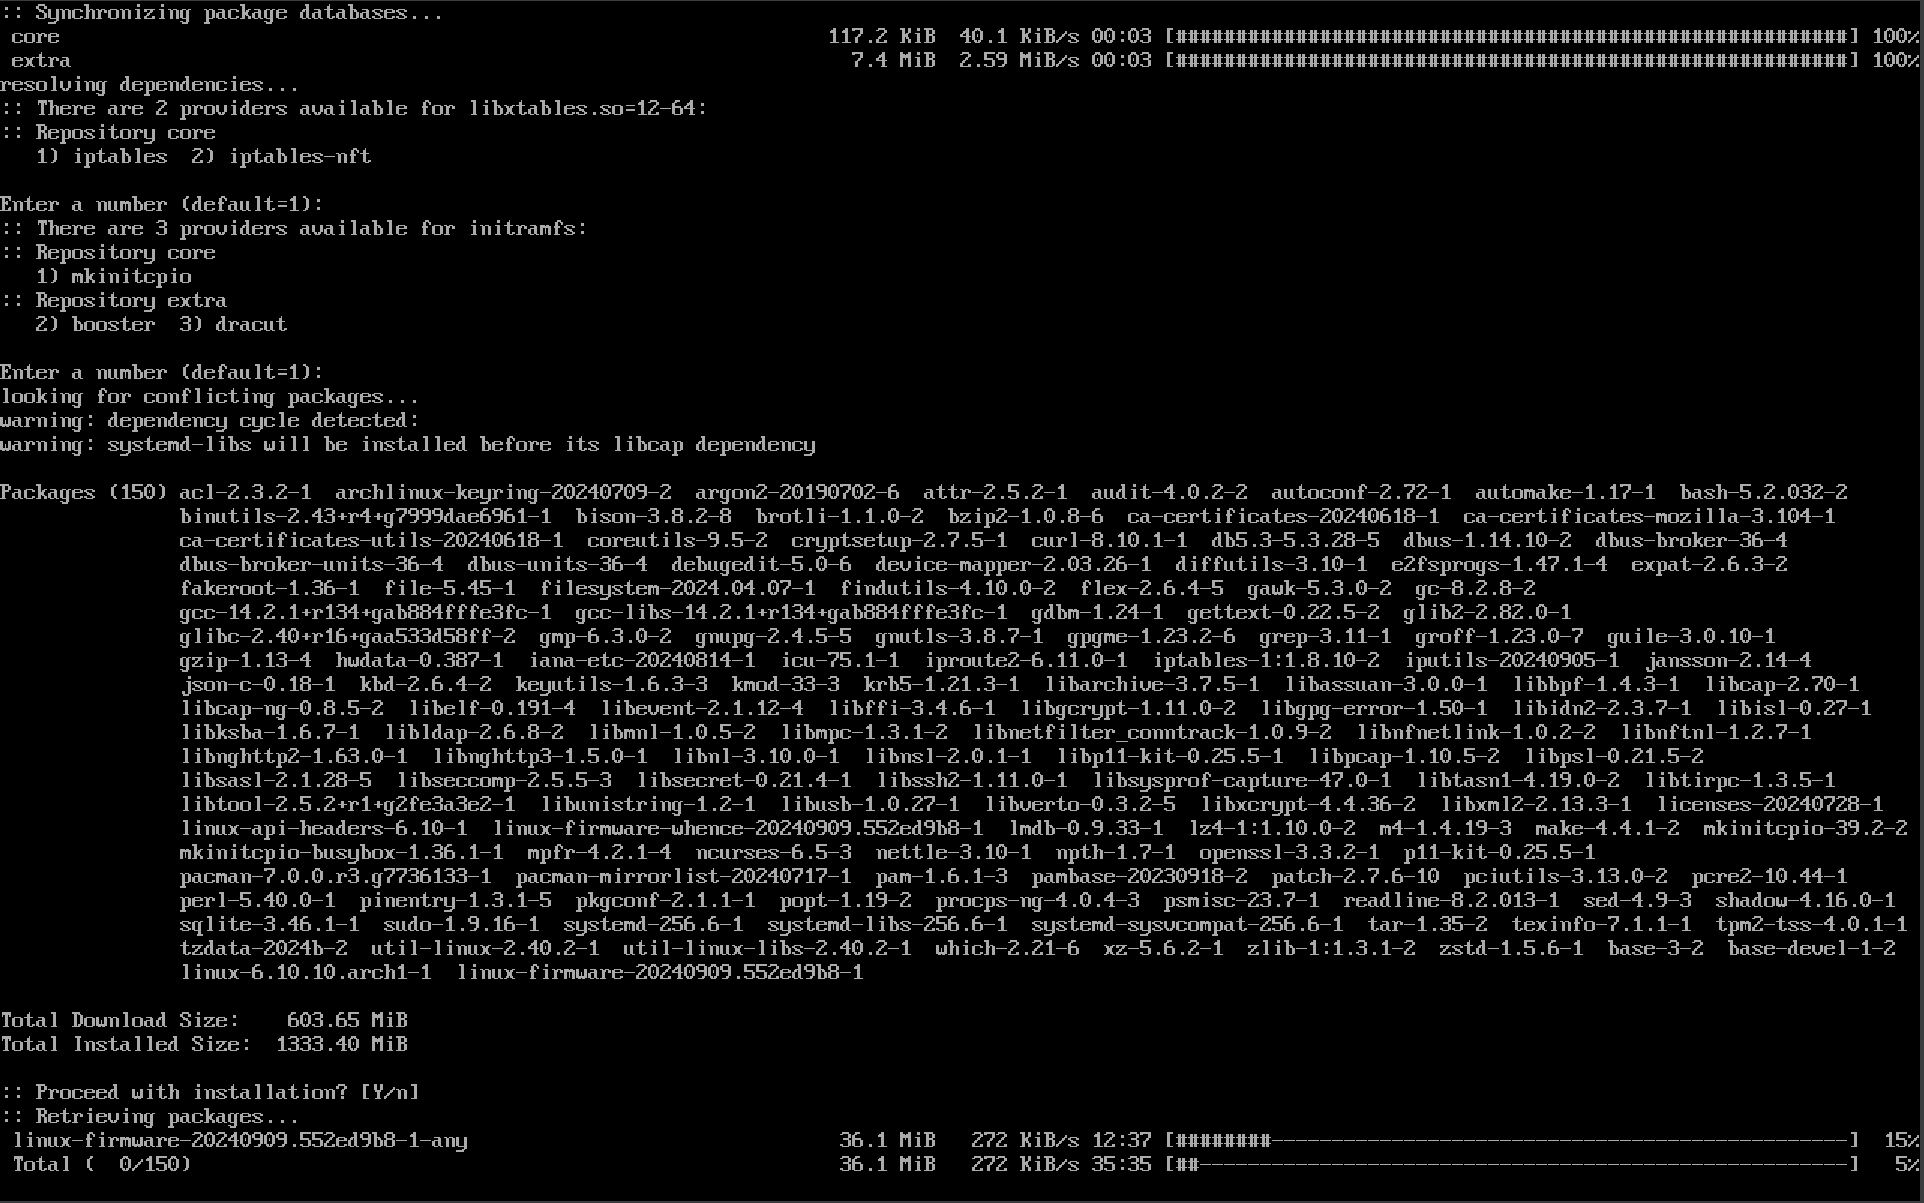 :: Synchronizing package databases...
core 117.2 KiB 40.1 KiB/s 00:03 [########################################################] 100%
extra 7.4 MiB 2.59 MiB/s 00:03 [########################################################] 100%
resolving dependencies...
:: There are 2 providers available for libxtables.so=12-64:
:: Repository core
1) iptables 2) iptables-nft
Enter a number (default=1):
:: There are 3 providers available for initramfs:
:: Repository core
1) mkinitcpio
:: Repository extra
2) booster 3) dracut
Enter a number (default=1):
looking for conflicting packages...
warning: dependency cycle detected:
warning: systemd-libs will be installed before its libcap dependency
Packages (150) acl-2.3.2-1 archlinux-keyring-20240709-2 argon2-20190702-6 attr-2.5.2-1 audit-4.0.2-2 autoconf-2.72-1 automake-1.17-1 bash-5.2.032-2
binutils-2.43+r4+g7999dae6961-1 bison-3.8.2-8 brotli-1.1.0-2 bzip2-1.0.8-6 ca-certificates-20240618-1 ca-certificates-mozilla-3.104-1
ca-certificates-utils-20240618-1 coreutils-9.5-2 cryptsetup-2.7.5-1 curl-8.10.1-1 db5.3-5.3.28-5 dbus-1.14.10-2 dbus-broker-36-4
dbus-broker-units-36-4 dbus-units-36-4 debugedit-5.0-6 device-mapper-2.03.26-1 diffutils-3.10-1 e2fsprogs-1.47.1-4 expat-2.6.3-2
fakeroot-1.36-1 file-5.45-1 filesystem-2024.04.07-1 findutils-4.10.0-2 flex-2.6.4-5 gawk-5.3.0-2 gc-8.2.8-2
gcc-14.2.1+r134+gab884fffe3fc-1 gcc-libs-14.2.1+r134+gab884fffe3fc-1 gdbm-1.24-1 gettext-0.22.5-2 glib2-2.82.0-1
glibc-2.40+r16+gaa533d58ff-2 gmp-6.3.0-2 gnupg-2.4.5-5 gnutls-3.8.7-1 gpgme-1.23.2-6 grep-3.11-1 groff-1.23.0-7 guile-3.0.10-1
gzip-1.13-4 hwdata-0.387-1 iana-etc-20240814-1 icu-75.1-1 iproute2-6.11.0-1 iptables-1:1.8.10-2 iputils-20240905-1 jansson-2.14-4
json-c-0.18-1 kbd-2.6.4-2 keyutils-1.6.3-3 kmod-33-3 krb5-1.21.3-1 libarchive-3.7.5-1 libassuan-3.0.0-1 libbpf-1.4.3-1 libcap-2.70-1
libcap-ng-0.8.5-2 libelf-0.191-4 libevent-2.1.12-4 libffi-3.4.6-1 libgcrypt-1.11.0-2 libgpg-error-1.50-1 libidn2-2.3.7-1 libisl-0.27-1
libksba-1.6.7-1 libldap-2.6.8-2 libmnl-1.0.5-2 libmpc-1.3.1-2 libnetfilter_conntrack-1.0.9-2 libnfnetlink-1.0.2-2 libnftnl-1.2.7-1
libnghttp2-1.63.0-1 libnghttp3-1.5.0-1 libnl-3.10.0-1 libnsl-2.0.1-1 libp11-kit-0.25.5-1 libpcap-1.10.5-2 libpsl-0.21.5-2
libsasl-2.1.28-5 libseccomp-2.5.5-3 libsecret-0.21.4-1 libssh2-1.11.0-1 libsysprof-capture-47.0-1 libtasn1-4.19.0-2 libtirpc-1.3.5-1
libtool-2.5.2+r1+g2fe3a3e2-1 libunistring-1.2-1 libusb-1.0.27-1 libverto-0.3.2-5 libxcrypt-4.4.36-2 libxml2-2.13.3-1 licenses-20240728-1
linux-api-headers-6.10-1 linux-firmware-whence-20240909.552ed9b8-1 lmdb-0.9.33-1 lz4-1:1.10.0-2 m4-1.4.19-3 make-4.4.1-2 mkinitcpio-39.2-2
mkinitcpio-busybox-1.36.1-1 mpfr-4.2.1-4 ncurses-6.5-3 nettle-3.10-1 npth-1.7-1 openssl-3.3.2-1 p11-kit-0.25.5-1
pacman-7.0.0.r3.g7736133-1 pacman-mirrorlist-20240717-1 pam-1.6.1-3 pambase-20230918-2 patch-2.7.6-10 pciutils-3.13.0-2 pcre2-10.44-1
perl-5.40.0-1 pinentry-1.3.1-5 pkgconf-2.1.1-1 popt-1.19-2 procps-ng-4.0.4-3 psmisc-23.7-1 readline-8.2.013-1 sed-4.9-3 shadow-4.16.0-1
sqlite-3.46.1-1 sudo-1.9.16-1 systemd-256.6-1 systemd-libs-256.6-1 systemd-sysvcompat-256.6-1 tar-1.35-2 texinfo-7.1.1-1 tpm2-tss-4.0.1-1
tzdata-2024b-2 util-linux-2.40.2-1 util-linux-libs-2.40.2-1 which-2.21-6 xz-5.6.2-1 zlib-1:1.3.1-2 zstd-1.5.6-1 base-3-2 base-devel-1-2
linux-6.10.10.arch1-1 linux-firmware-20240909.552ed9b8-1
Total Download Size: 603.65 MiB
Total Installed Size: 1333.40 MiB
:: Proceed with installation? [Y/n]
:: Retrieving packages...
linux-firmware-20240909.552ed9b8-1-any 36.1 MiB 272 KiB/s 12:37 [########------------------------------------------------] 15%
Total ( 0/150) 36.1 MiB 272 KiB/s 35:35 [##------------------------------------------------------] 5%